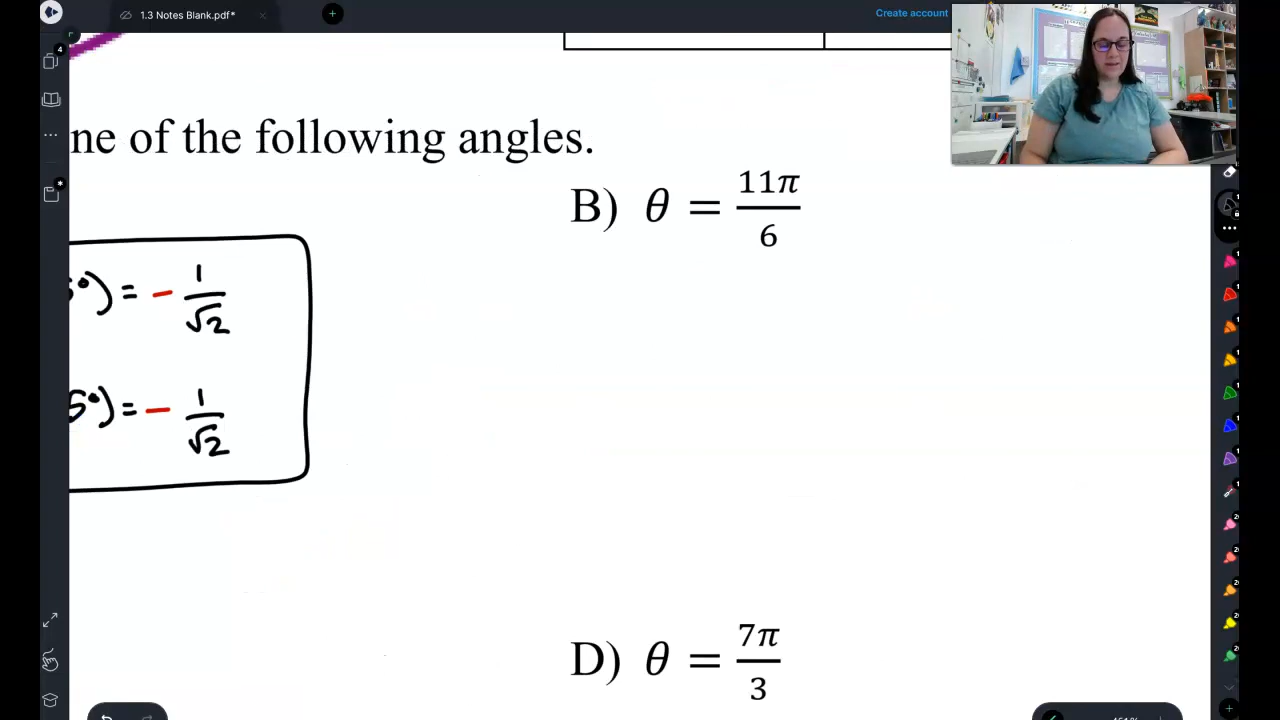 1.3 Notes Blank.pdf*
Create account
ne of the following angles.
B) θ = 11π/6
°) = - 1/√2
5°) = - 1/√2
D) θ = 7π/3